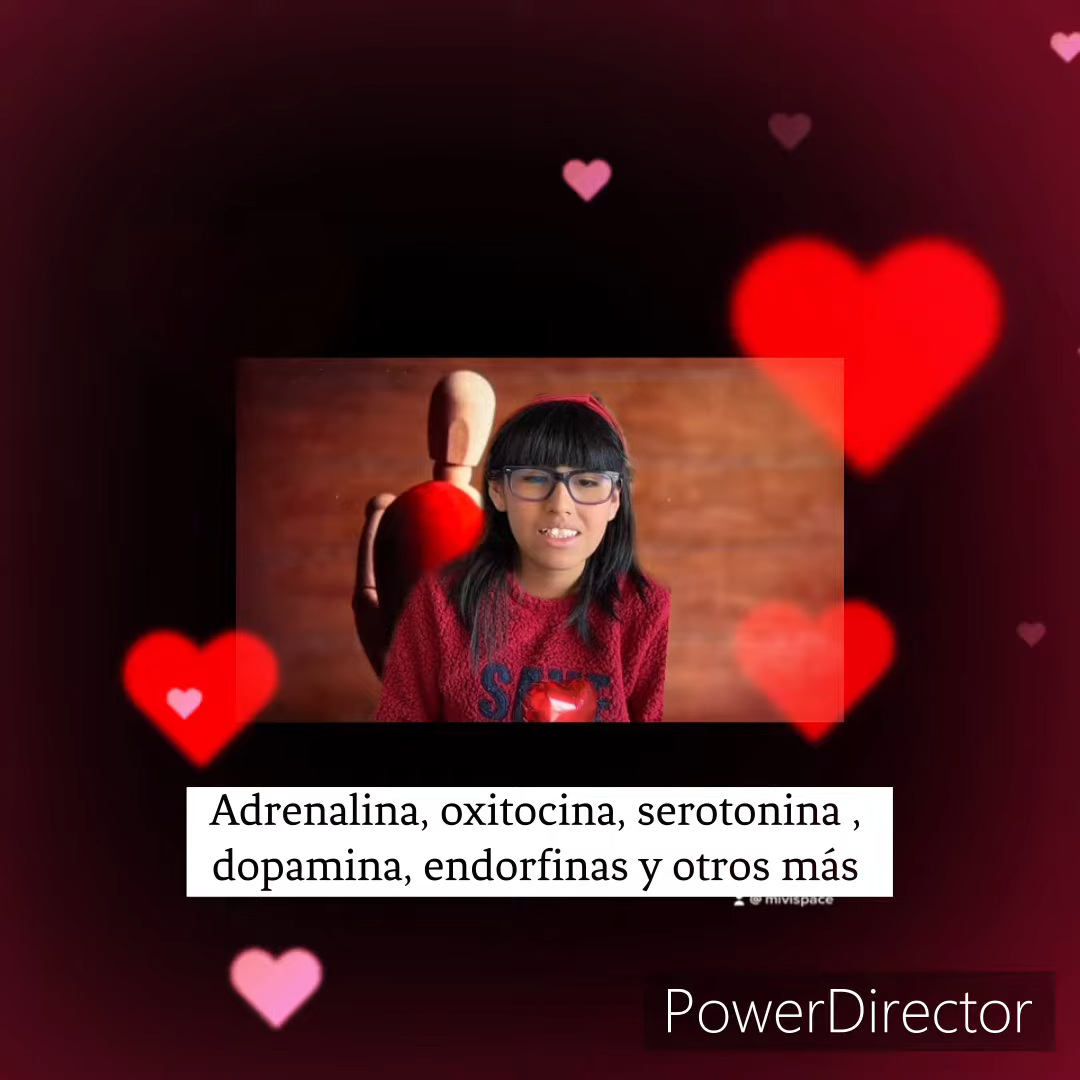 Adrenalina, oxitocina, serotonina ,
dopamina, endorfinas y otros más
@ mivispace
PowerDirector